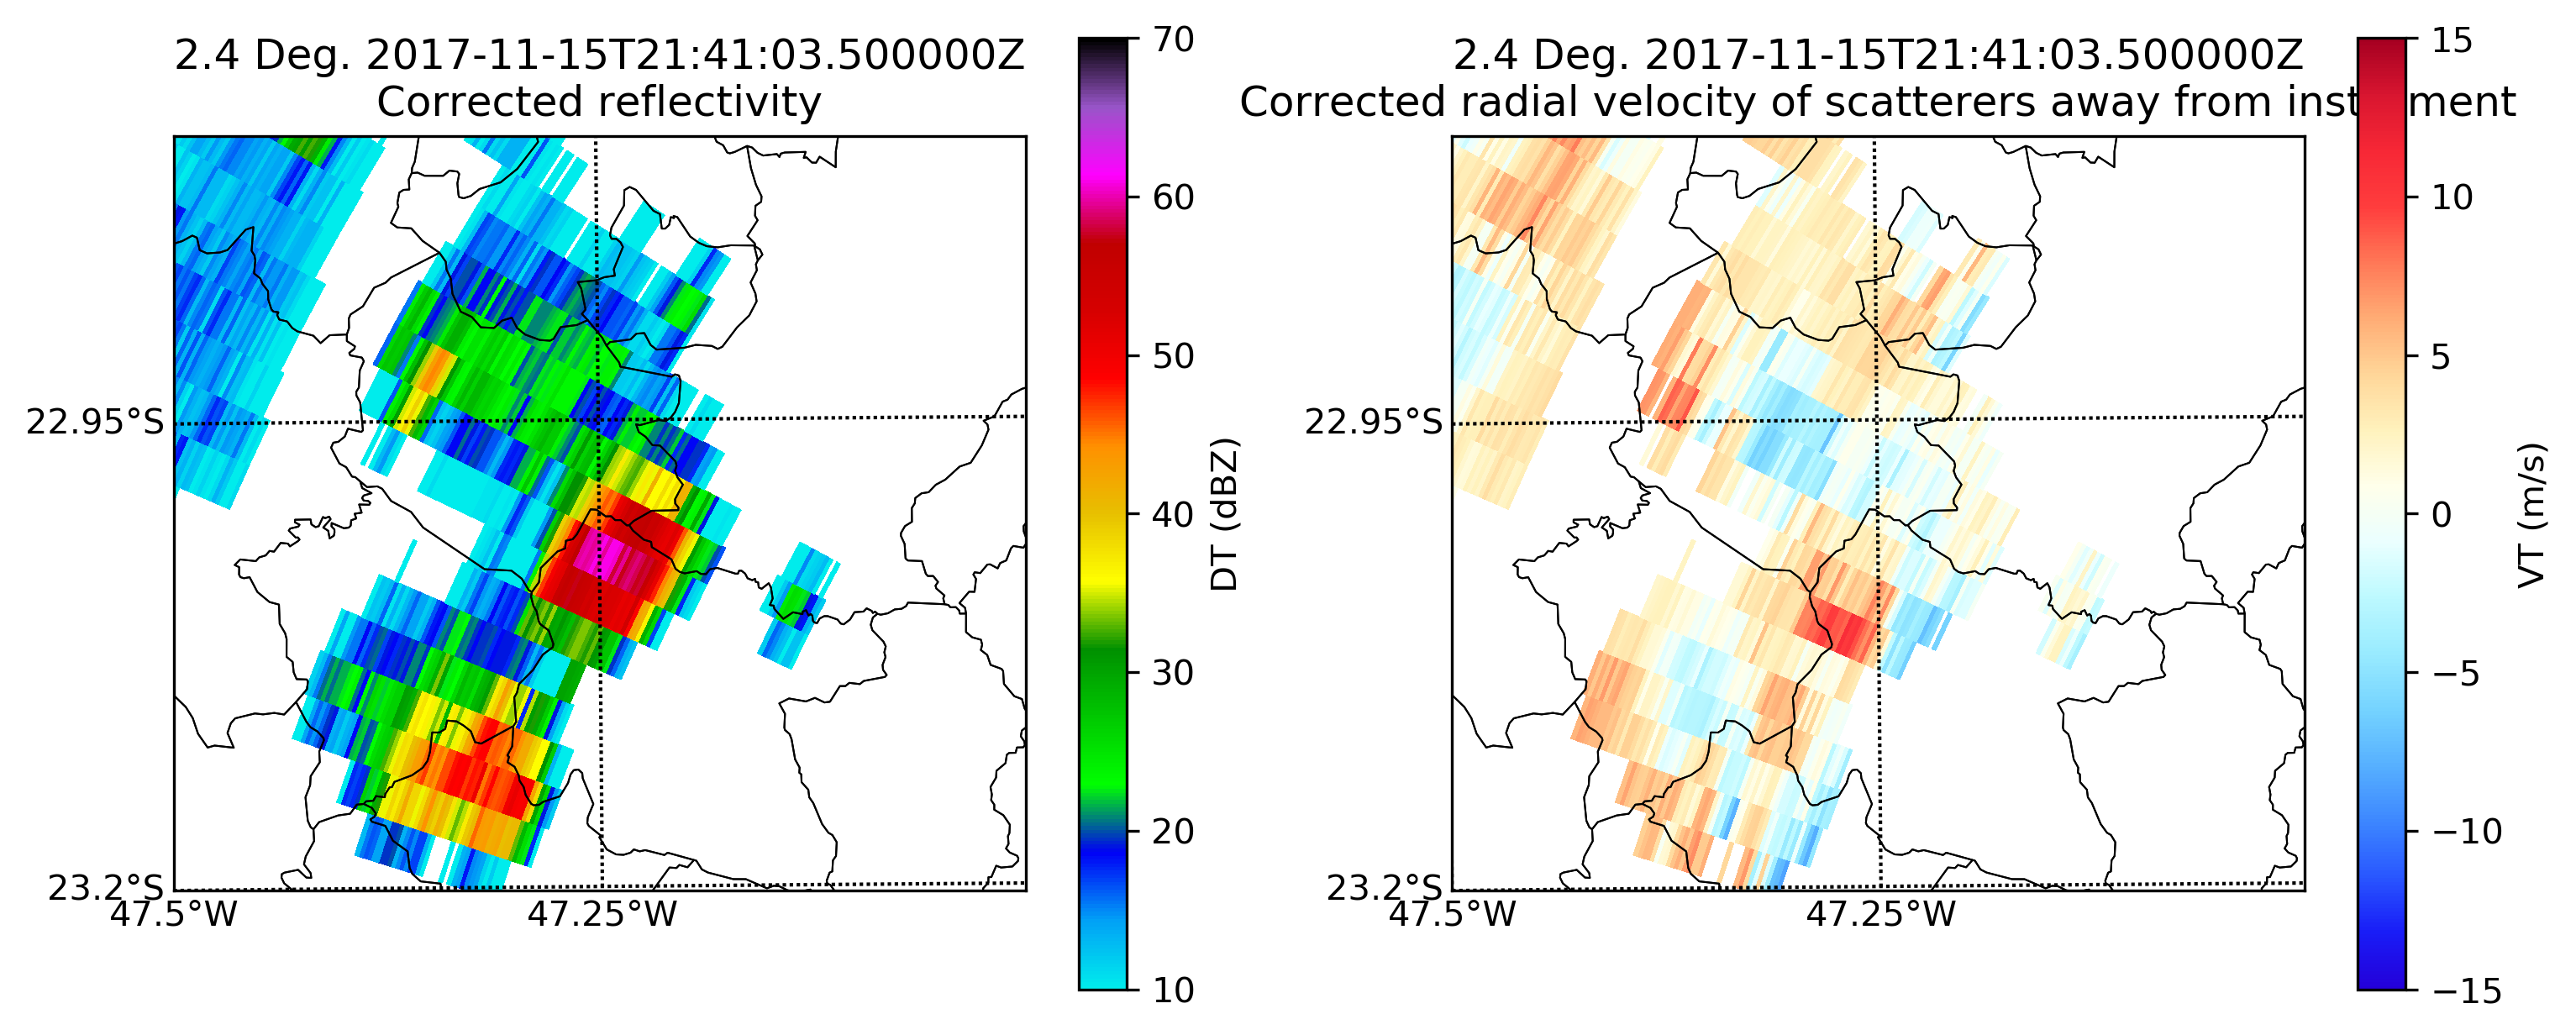 2.4 Deg. 2017-11-15T21:41:03.500000Z
Corrected reflectivity
22.95°S
23.2°S
47.5°W
47.25°W
70
60
50
40
30
20
10
DT (dBZ)
2.4 Deg. 2017-11-15T21:41:03.500000Z
Corrected radial velocity of scatterers away from instrument
22.95°S
23.2°S
47.5°W
47.25°W
15
10
5
0
−5
−10
−15
VT (m/s)